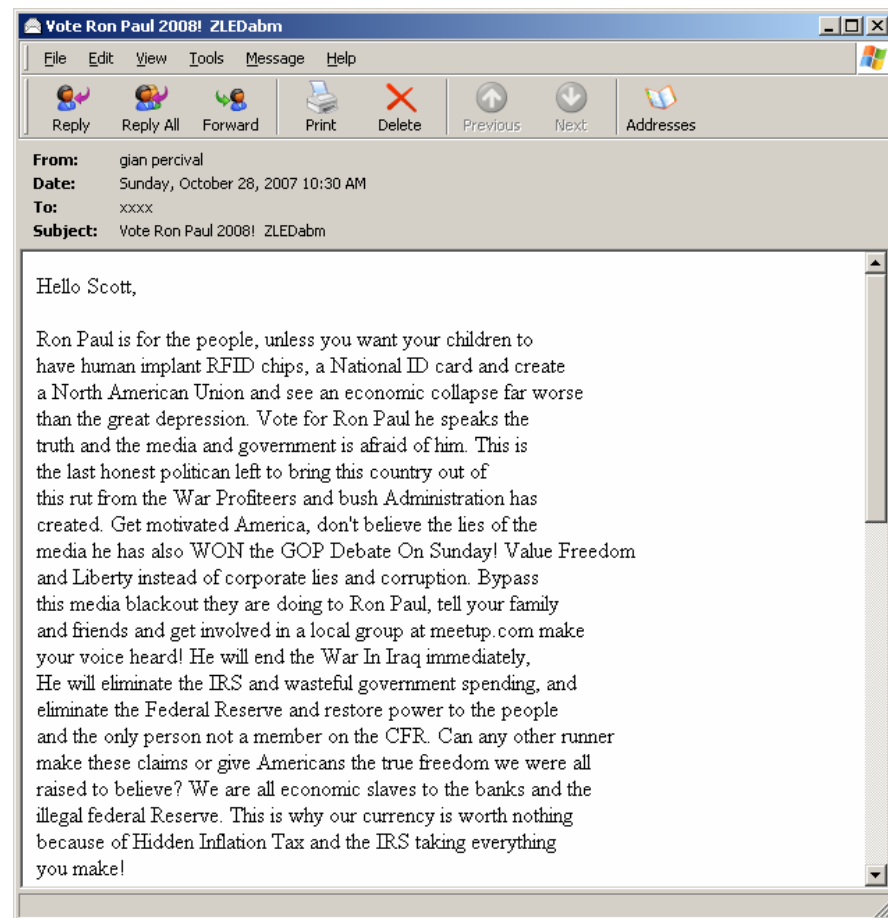 Vote Ron Paul 2008!  ZLEDabm
File Edit View Tools Message Help
Reply Reply All Forward Print Delete Previous Next Addresses
From: gian percival
Date: Sunday, October 28, 2007 10:30 AM
To: xxxx
Subject: Vote Ron Paul 2008!  ZLEDabm
Hello Scott,
Ron Paul is for the people, unless you want your children to
have human implant RFID chips, a National ID card and create
a North American Union and see an economic collapse far worse
than the great depression. Vote for Ron Paul he speaks the
truth and the media and government is afraid of him. This is
the last honest politican left to bring this country out of
this rut from the War Profiteers and bush Administration has
created. Get motivated America, don't believe the lies of the
media he has also WON the GOP Debate On Sunday! Value Freedom
and Liberty instead of corporate lies and corruption. Bypass
this media blackout they are doing to Ron Paul, tell your family
and friends and get involved in a local group at meetup.com make
your voice heard! He will end the War In Iraq immediately,
He will eliminate the IRS and wasteful government spending, and
eliminate the Federal Reserve and restore power to the people
and the only person not a member on the CFR. Can any other runner
make these claims or give Americans the true freedom we were all
raised to believe? We are all economic slaves to the banks and the
illegal federal Reserve. This is why our currency is worth nothing
because of Hidden Inflation Tax and the IRS taking everything
you make!